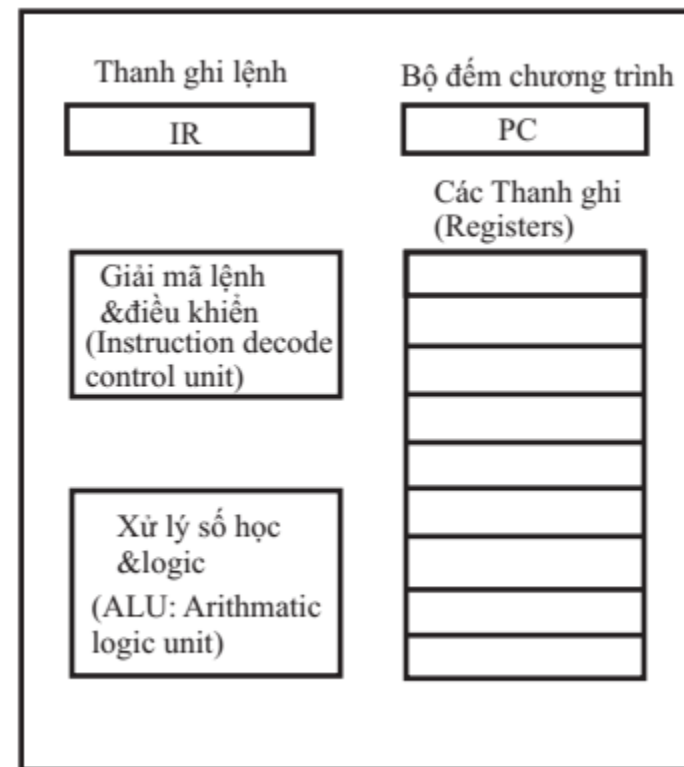 Thanh ghi lệnh
IR
Bộ đếm chương trình
PC
Các Thanh ghi
(Registers)
Giải mã lệnh
&điều khiển
(Instruction decode
control unit)
Xử lý số học
&logic
(ALU: Arithmatic
logic unit)